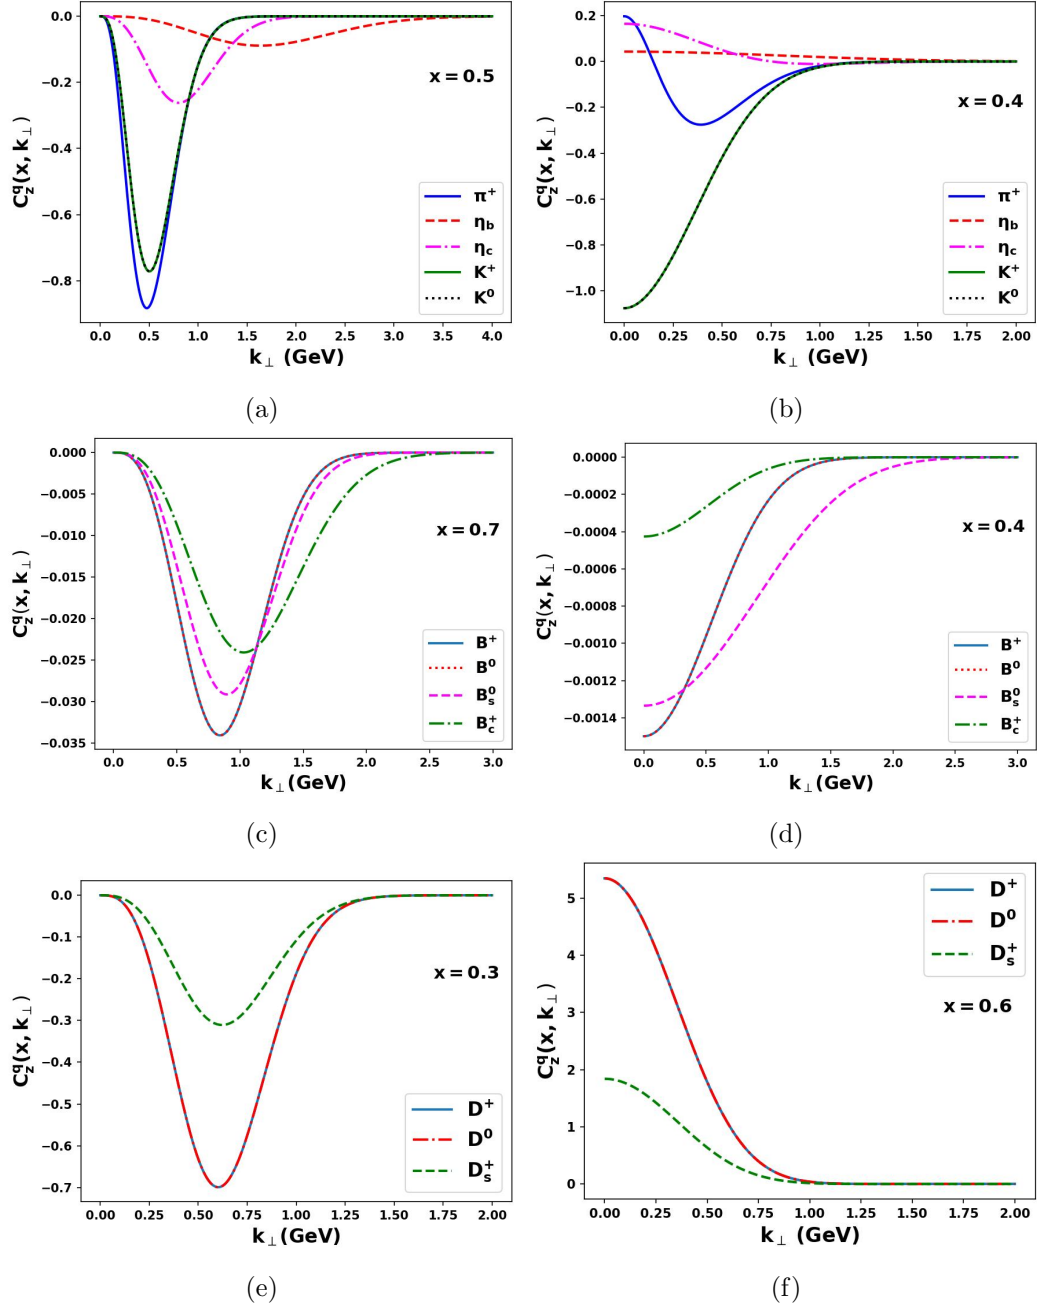 0.0
−0.2
−0.4
−0.6
−0.8
C_z^q(x, k_⊥)
x = 0.5
π⁺
η_b
η_c
K⁺
K⁰
0.0 0.5 1.0 1.5 2.0 2.5 3.0 3.5 4.0
k_⊥ (GeV)
(a)
0.2
0.0
−0.2
−0.4
−0.6
−0.8
−1.0
C_z^q(x, k_⊥)
x = 0.4
π⁺
η_b
η_c
K⁺
K⁰
0.00 0.25 0.50 0.75 1.00 1.25 1.50 1.75 2.00
k_⊥ (GeV)
(b)
0.000
−0.005
−0.010
−0.015
−0.020
−0.025
−0.030
−0.035
C_z^q(x, k_⊥)
x = 0.7
B⁺
B⁰
B_s⁰
B_c⁺
0.0 0.5 1.0 1.5 2.0 2.5 3.0
k_⊥(GeV)
(c)
0.0000
−0.0002
−0.0004
−0.0006
−0.0008
−0.0010
−0.0012
−0.0014
C_z^q(x, k_⊥)
x = 0.4
B⁺
B⁰
B_s⁰
B_c⁺
0.0 0.5 1.0 1.5 2.0 2.5 3.0
k_⊥(GeV)
(d)
0.0
−0.1
−0.2
−0.3
−0.4
−0.5
−0.6
−0.7
C_z^q(x, k_⊥)
x = 0.3
D⁺
D⁰
D_s⁺
0.00 0.25 0.50 0.75 1.00 1.25 1.50 1.75 2.00
k_⊥(GeV)
(e)
5
4
3
2
1
0
C_z^q(x, k_⊥)
D⁺
D⁰
D_s⁺
x = 0.6
0.00 0.25 0.50 0.75 1.00 1.25 1.50 1.75 2.00
k_⊥ (GeV)
(f)